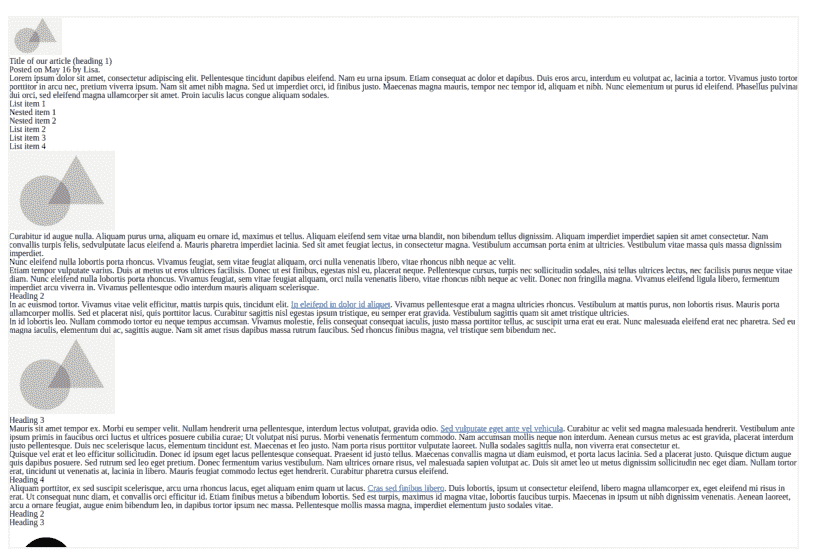 Title of our article (heading 1)
Posted on May 16 by Lisa.
Lorem ipsum dolor sit amet, consectetur adipiscing elit. Pellentesque tincidunt dapibus eleifend. Nam eu urna ipsum. Etiam consequat ac dolor et dapibus. Duis eros arcu, interdum eu volutpat ac, lacinia a tortor. Vivamus justo tortor
porttitor in arcu nec, pretium viverra ipsum. Nam sit amet nibh magna. Sed ut imperdiet orci, id finibus justo. Maecenas magna mauris, tempor nec tempor id, aliquam et nibh. Nunc elementum ut purus id eleifend. Phasellus pulvinar
dui orci, sed eleifend magna ullamcorper sit amet. Proin iaculis lacus congue aliquam sodales.
List item 1
Nested item 1
Nested item 2
List item 2
List item 3
List item 4
Curabitur id augue nulla. Aliquam purus urna, aliquam eu ornare id, maximus et tellus. Aliquam eleifend sem vitae urna blandit, non bibendum tellus dignissim. Aliquam imperdiet imperdiet sapien sit amet consectetur. Nam
convallis turpis felis, sedvulputate lacus eleifend a. Mauris pharetra imperdiet lacinia. Sed sit amet feugiat lectus, in consectetur magna. Vestibulum accumsan porta enim at ultricies. Vestibulum vitae massa quis massa dignissim
imperdiet.
Nunc eleifend nulla lobortis porta rhoncus. Vivamus feugiat, sem vitae feugiat aliquam, orci nulla venenatis libero, vitae rhoncus nibh neque ac velit.
Etiam tempor vulputate varius. Duis at metus ut eros ultrices facilisis. Donec ut est finibus, egestas nisl eu, placerat neque. Pellentesque cursus, turpis nec sollicitudin sodales, nisi tellus ultrices lectus, nec facilisis purus neque vitae
diam. Nunc eleifend nulla lobortis porta rhoncus. Vivamus feugiat, sem vitae feugiat aliquam, orci nulla venenatis libero, vitae rhoncus nibh neque ac velit. Donec non fringilla magna. Vivamus eleifend ligula libero, fermentum
imperdiet arcu viverra in. Vivamus pellentesque odio interdum mauris aliquam scelerisque.
Heading 2
In ac euismod tortor. Vivamus vitae velit efficitur, mattis turpis quis, tincidunt elit. In eleifend in dolor id aliquet. Vivamus pellentesque erat a magna ultricies rhoncus. Vestibulum at mattis purus, non lobortis risus. Mauris porta
ullamcorper mollis. Sed et placerat nisi, quis porttitor lacus. Curabitur sagittis nisl egestas ipsum tristique, eu semper erat gravida. Vestibulum sagittis quam sit amet tristique ultricies.
In id lobortis leo. Nullam commodo tortor eu neque tempus accumsan. Vivamus molestie, felis consequat consequat iaculis, justo massa porttitor tellus, ac suscipit urna erat eu erat. Nunc malesuada eleifend erat nec pharetra. Sed eu
magna iaculis, elementum dui ac, sagittis augue. Nam sit amet risus dapibus massa rutrum faucibus. Sed rhoncus finibus magna, vel tristique sem bibendum nec.
Heading 3
Mauris sit amet tempor ex. Morbi eu semper velit. Nullam hendrerit urna pellentesque, interdum lectus volutpat, gravida odio. Sed vulputate eget ante vel vehicula. Curabitur ac velit sed magna malesuada hendrerit. Vestibulum ante
ipsum primis in faucibus orci luctus et ultrices posuere cubilia curae; Ut volutpat nisi purus. Morbi venenatis fermentum commodo. Nam accumsan mollis neque non interdum. Aenean cursus metus ac est gravida, placerat interdum
justo pellentesque. Duis nec scelerisque lacus, elementum tincidunt est. Maecenas et leo justo. Nam porta risus porttitor vulputate laoreet. Nulla sodales sagittis nulla, non viverra erat consectetur et.
Quisque vel erat et leo efficitur sollicitudin. Donec id ipsum eget lacus pellentesque consequat. Praesent id justo tellus. Maecenas convallis magna ut diam euismod, et porta lacus lacinia. Sed a placerat justo. Quisque dictum augue
quis dapibus posuere. Sed rutrum sed leo eget pretium. Donec fermentum varius vestibulum. Nam ultrices ornare risus, vel malesuada sapien volutpat ac. Duis sit amet leo ut metus dignissim sollicitudin nec eget diam. Nullam tortor
erat, tincidunt ut venenatis at, lacinia in libero. Mauris feugiat commodo lectus eget hendrerit. Curabitur pharetra cursus eleifend.
Heading 4
Aliquam porttitor, ex sed suscipit scelerisque, arcu urna rhoncus lacus, eget aliquam enim quam ut lacus. Cras sed finibus libero. Duis lobortis, ipsum ut consectetur eleifend, libero magna ullamcorper ex, eget eleifend mi risus in
erat. Ut consequat nunc diam, et convallis orci efficitur id. Etiam finibus metus a bibendum lobortis. Sed est turpis, maximus id magna vitae, lobortis faucibus turpis. Maecenas in ipsum ut nibh dignissim venenatis. Aenean laoreet,
arcu a ornare feugiat, augue enim bibendum leo, in dapibus tortor ipsum nec massa. Pellentesque mollis massa magna, imperdiet elementum justo sodales vitae.
Heading 2
Heading 3